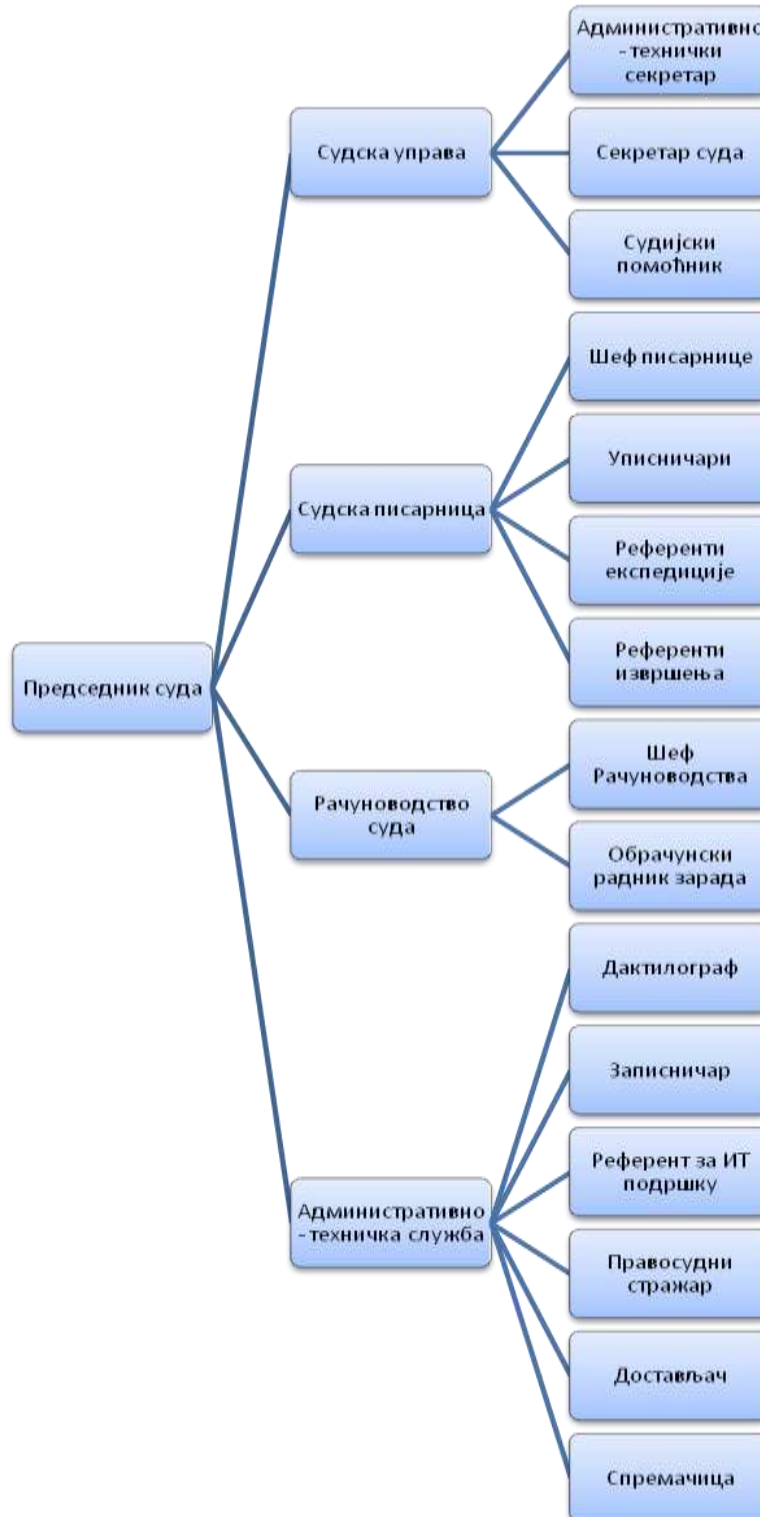 Административно
- технички
секретар
Судска управа
Секретар суда
Судијски
помоћник
Шеф писарнице
Уписничари
Судска писарница
Референти
експедиције
Референти
извршења
Председник суда
Шеф
Рачуноводства
Рачуноводство
суда
Обрачунски
радник зарада
Дактилограф
Записничар
Референт за ИТ
подршку
Административно
- техничка служба
Правосудни
стражар
Достављач
Спремачица